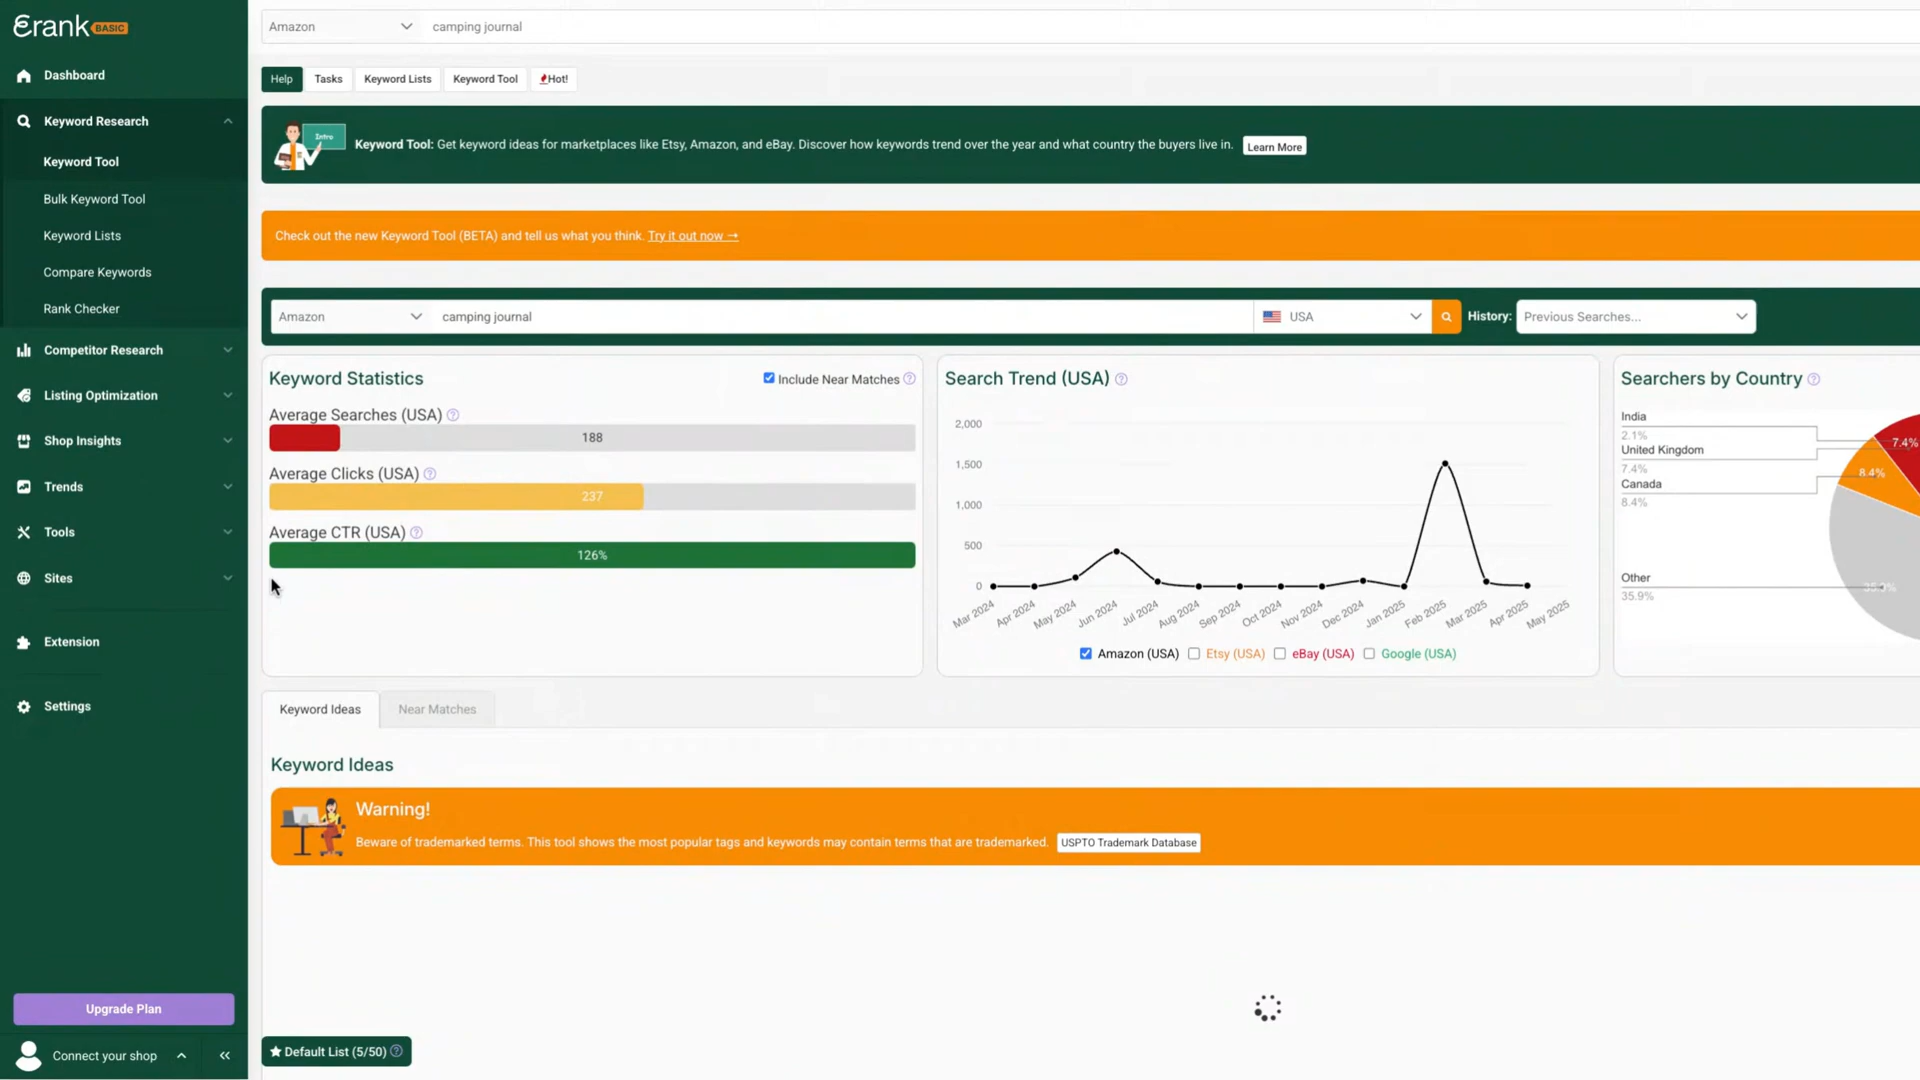 erank BASIC
Dashboard
Keyword Research
Keyword Tool
Bulk Keyword Tool
Keyword Lists
Compare Keywords
Rank Checker
Competitor Research
Listing Optimization
Shop Insights
Trends
Tools
Sites
Extension
Settings
Upgrade Plan
Connect your shop
Amazon camping journal
Help Tasks Keyword Lists Keyword Tool Hot!
Intro
Keyword Tool: Get keyword ideas for marketplaces like Etsy, Amazon, and eBay. Discover how keywords trend over the year and what country the buyers live in. Learn More
Check out the new Keyword Tool (BETA) and tell us what you think. Try it out now →
Amazon camping journal USA History: Previous Searches...
Keyword Statistics Include Near Matches ?
Average Searches (USA) ?
188
Average Clicks (USA) ?
237
Average CTR (USA) ?
126%
Search Trend (USA) ?
2,000
1,500
1,000
500
0
Mar 2024 Apr 2024 May 2024 Jun 2024 Jul 2024 Aug 2024 Sep 2024 Oct 2024 Nov 2024 Dec 2024 Jan 2025 Feb 2025 Mar 2025 Apr 2025 May 2025
Amazon (USA) Etsy (USA) eBay (USA) Google (USA)
Searchers by Country ?
India
2.1%
United Kingdom
7.4%
Canada
8.4%
Other
35.9%
7.4%
8.4%
35.9%
Keyword Ideas Near Matches
Keyword Ideas
Warning!
Beware of trademarked terms. This tool shows the most popular tags and keywords may contain terms that are trademarked. USPTO Trademark Database
Default List (5/50) ?